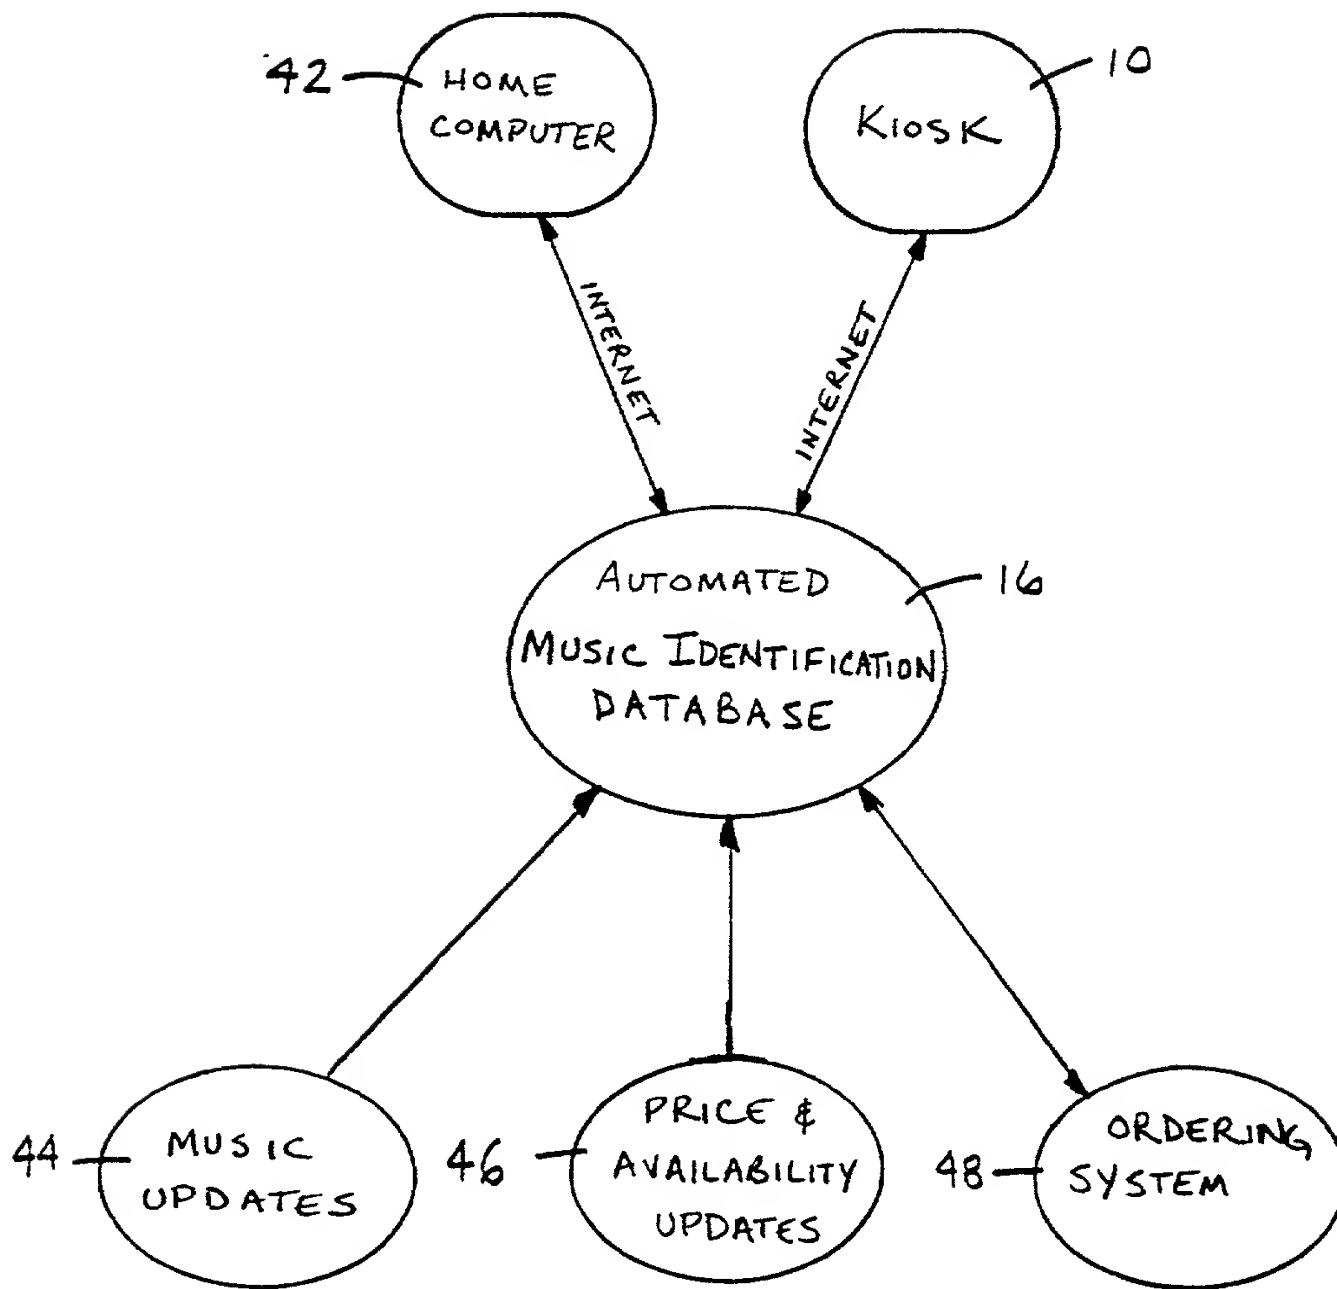 42
HOME
COMPUTER
10
KIOSK
INTERNET
INTERNET
AUTOMATED
MUSIC IDENTIFICATION
DATABASE
16
44
MUSIC
UPDATES
46
PRICE &
AVAILABILITY
UPDATES
48
ORDERING
SYSTEM